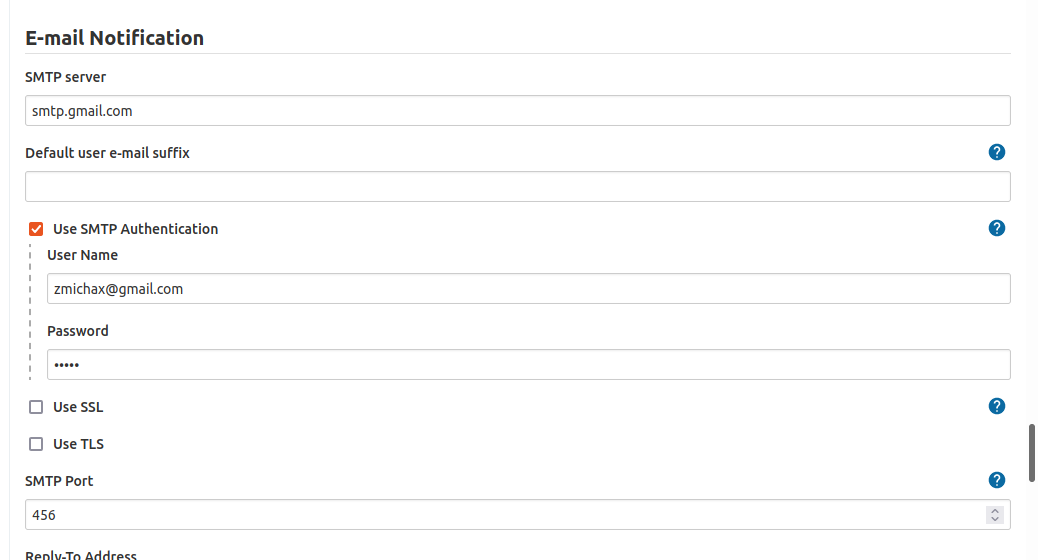 E-mail Notification
SMTP server
smtp.gmail.com
Default user e-mail suffix
?
Use SMTP Authentication
?
User Name
zmichax@gmail.com
Password
•••••
Use SSL
?
Use TLS
SMTP Port
?
456
Reply-To Address